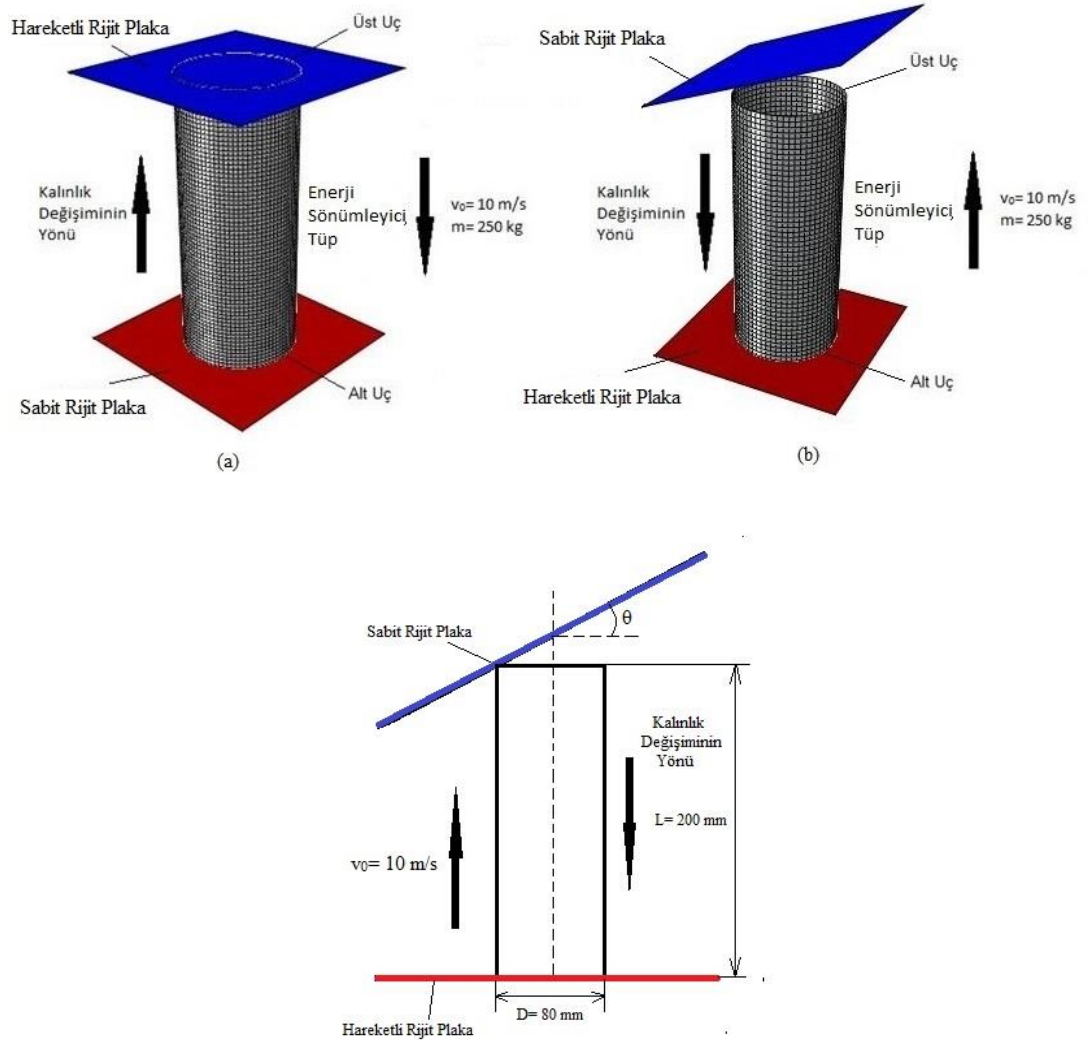 Hareketli Rijit Plaka
Üst Uç
Kalınlık
Değişiminin
Yönü
Enerji
Sönümleyici
Tüp
v₀= 10 m/s
m= 250 kg
Sabit Rijit Plaka
Alt Uç
(a)
Sabit Rijit Plaka
Üst Uç
Kalınlık
Değişiminin
Yönü
Enerji
Sönümleyici
Tüp
v₀= 10 m/s
m= 250 kg
Hareketli Rijit Plaka
Alt Uç
(b)
Sabit Rijit Plaka
θ
Kalınlık
Değişiminin
Yönü
L= 200 mm
v₀= 10 m/s
D= 80 mm
Hareketli Rijit Plaka